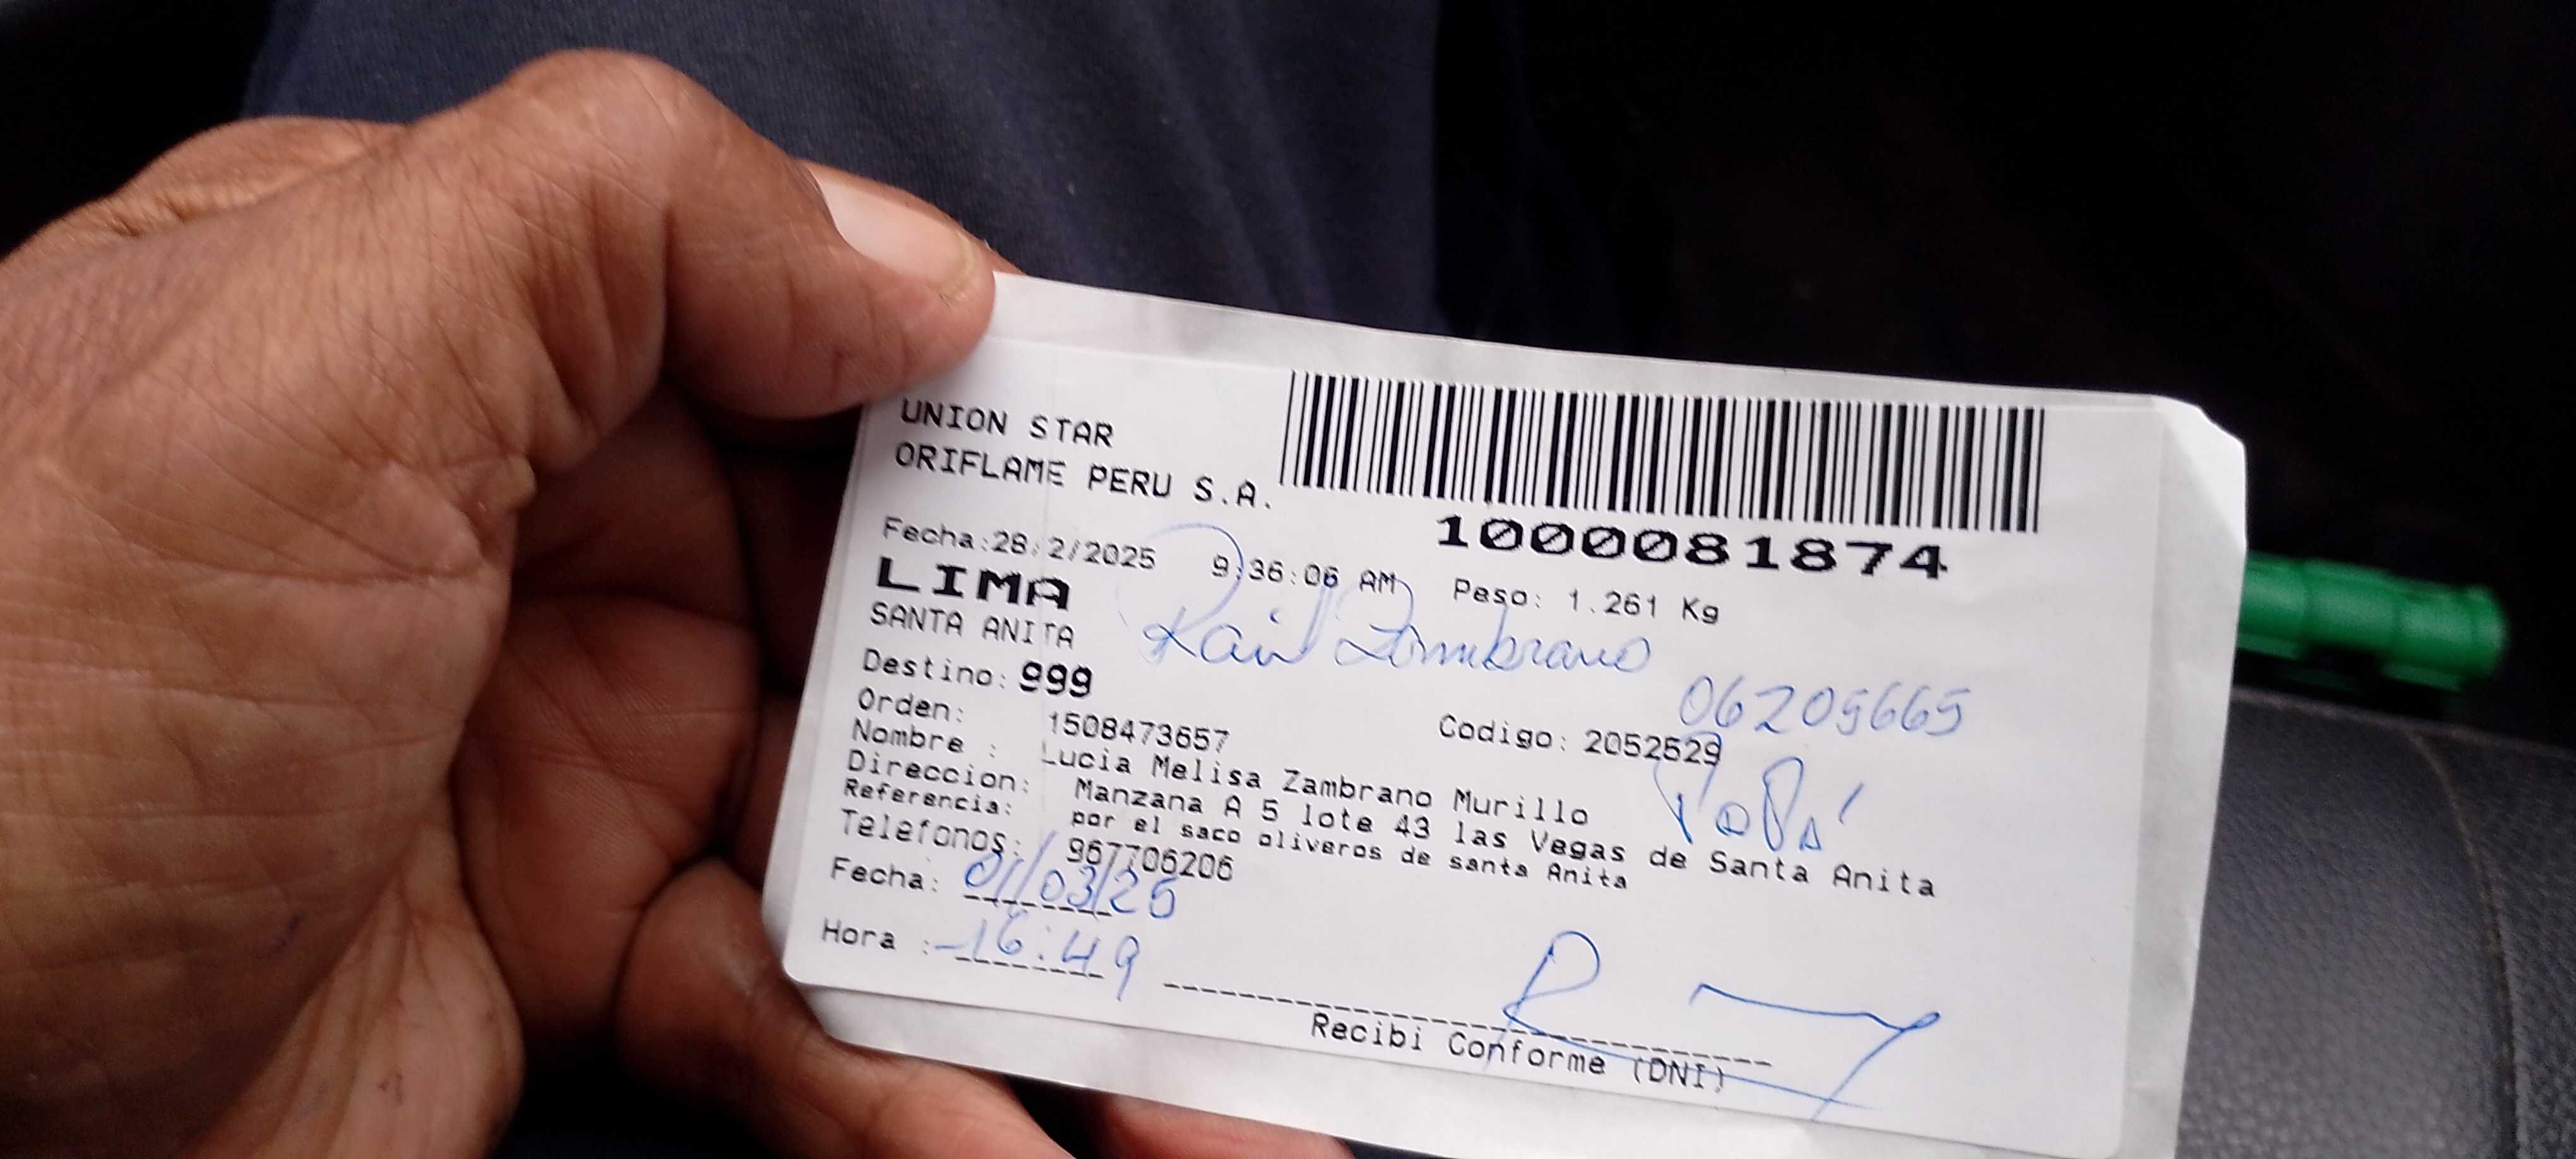 UNION STAR
ORIFLAME PERU S.A.
1000081874
Fecha:28/2/2025 9:36:06 AM Peso: 1.261 Kg
LIMA
SANTA ANITA
Raúl Zambrano
Destino: 999
06205665
Orden: 1508473657 Codigo: 2052529
Nombre : Lucia Melisa Zambrano Murillo
Papá
Direccion: Manzana A 5 lote 43 las Vegas de Santa Anita
Referencia: por el saco oliveros de santa Anita
Telefonos: 967706206
Fecha: 01/03/25
Hora : 16:49
Recibi Conforme (DNI)